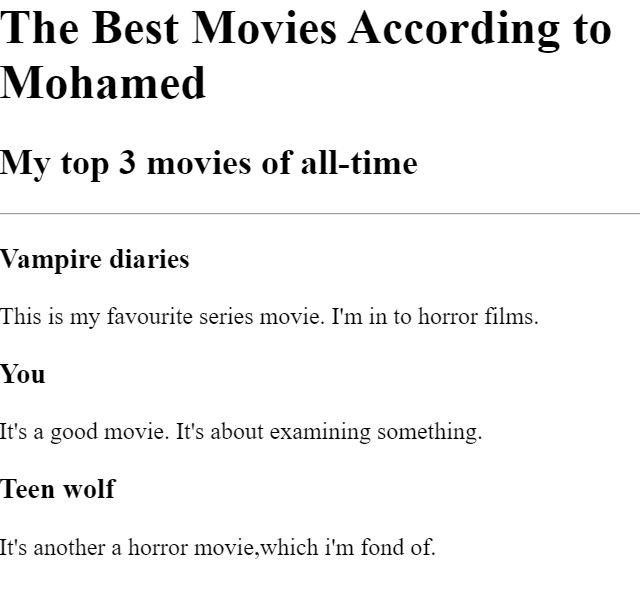 The Best Movies According to
Mohamed
My top 3 movies of all-time
Vampire diaries
This is my favourite series movie. I'm in to horror films.
You
It's a good movie. It's about examining something.
Teen wolf
It's another a horror movie,which i'm fond of.